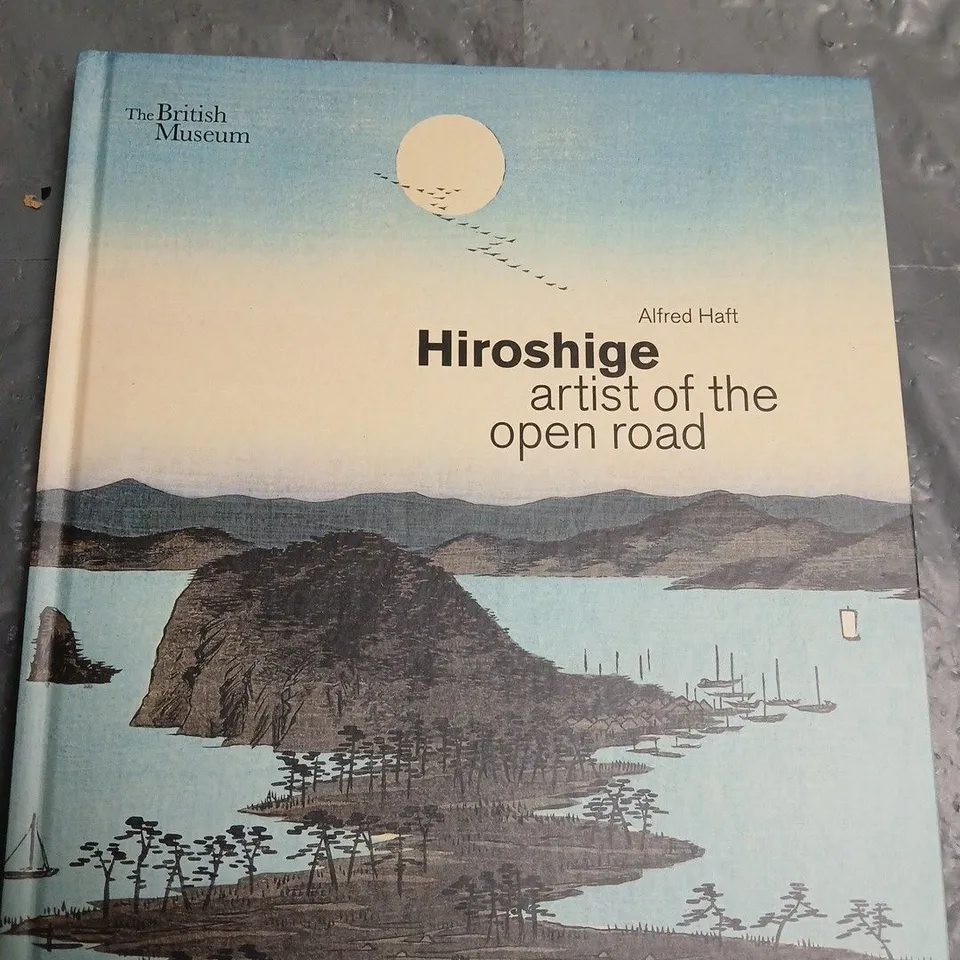 The British
Museum
Alfred Haft
Hiroshige
artist of the
open road